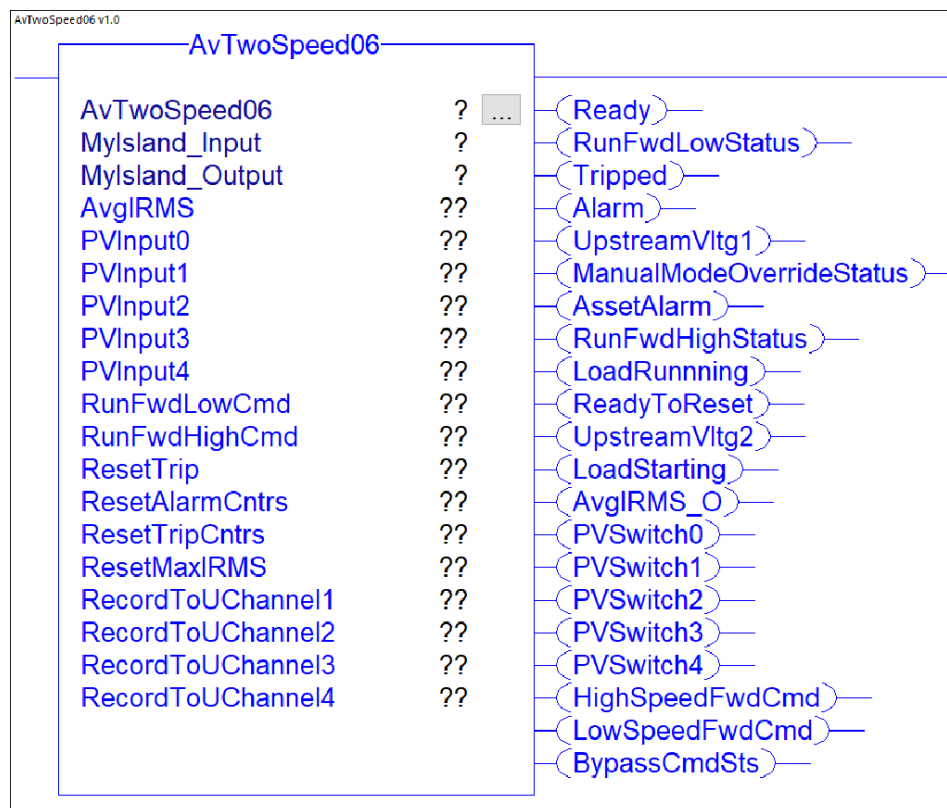 AvTwoSpeed06 v1.0
AvTwoSpeed06
AvTwoSpeed06 ? ... Ready
MyIsland_Input ? RunFwdLowStatus
MyIsland_Output ? Tripped
AvgIRMS ?? Alarm
PVInput0 ?? UpstreamVltg1
PVInput1 ?? ManualModeOverrideStatus
PVInput2 ?? AssetAlarm
PVInput3 ?? RunFwdHighStatus
PVInput4 ?? LoadRunnning
RunFwdLowCmd ?? ReadyToReset
RunFwdHighCmd ?? UpstreamVltg2
ResetTrip ?? LoadStarting
ResetAlarmCntrs ?? AvgIRMS_O
ResetTripCntrs ?? PVSwitch0
ResetMaxIRMS ?? PVSwitch1
RecordToUChannel1 ?? PVSwitch2
RecordToUChannel2 ?? PVSwitch3
RecordToUChannel3 ?? PVSwitch4
RecordToUChannel4 ?? HighSpeedFwdCmd
LowSpeedFwdCmd
BypassCmdSts